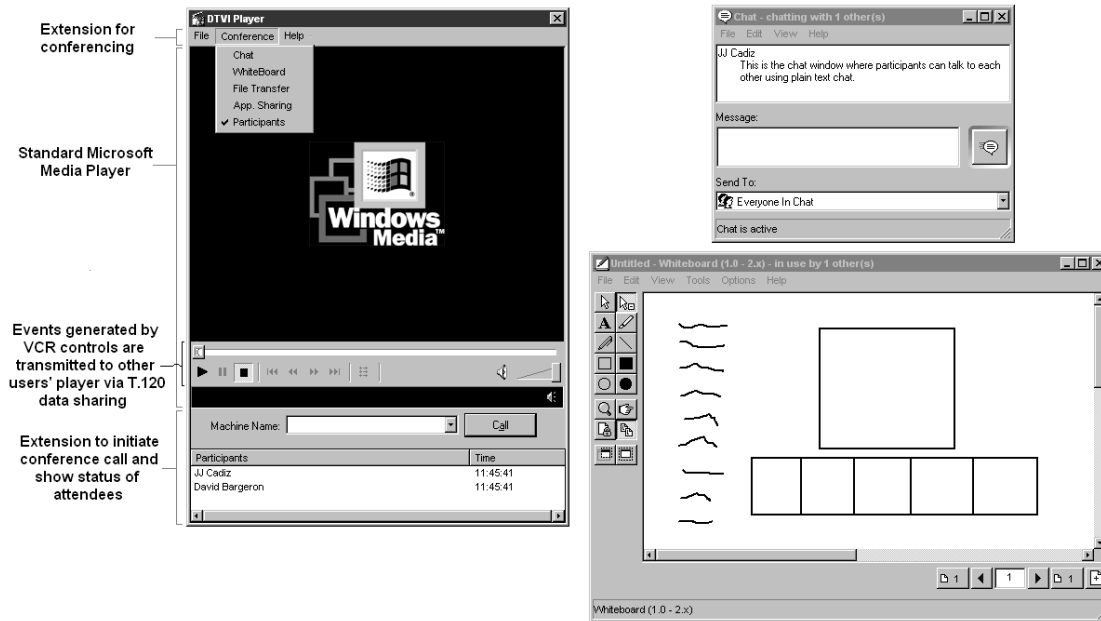 Extension for
conferencing
Standard Microsoft
Media Player
Events generated by
VCR controls are
transmitted to other
users' player via T.120
data sharing
Extension to initiate
conference call and
show status of
attendees
DTVI Player
File Conference Help
Chat
WhiteBoard
File Transfer
App. Sharing
Participants
Windows
Media™
Machine Name: Call
Participants Time
JJ Cadiz 11:45:41
David Bargeron 11:45:41
Chat - chatting with 1 other(s)
File Edit View Help
JJ Cadiz
This is the chat window where participants can talk to each
other using plain text chat.
Message:
Send To:
Everyone In Chat
Chat is active
Untitled - Whiteboard (1.0 - 2.x) - in use by 1 other(s)
File Edit View Tools Options Help
A
1 1 1
Whiteboard (1.0 - 2.x)